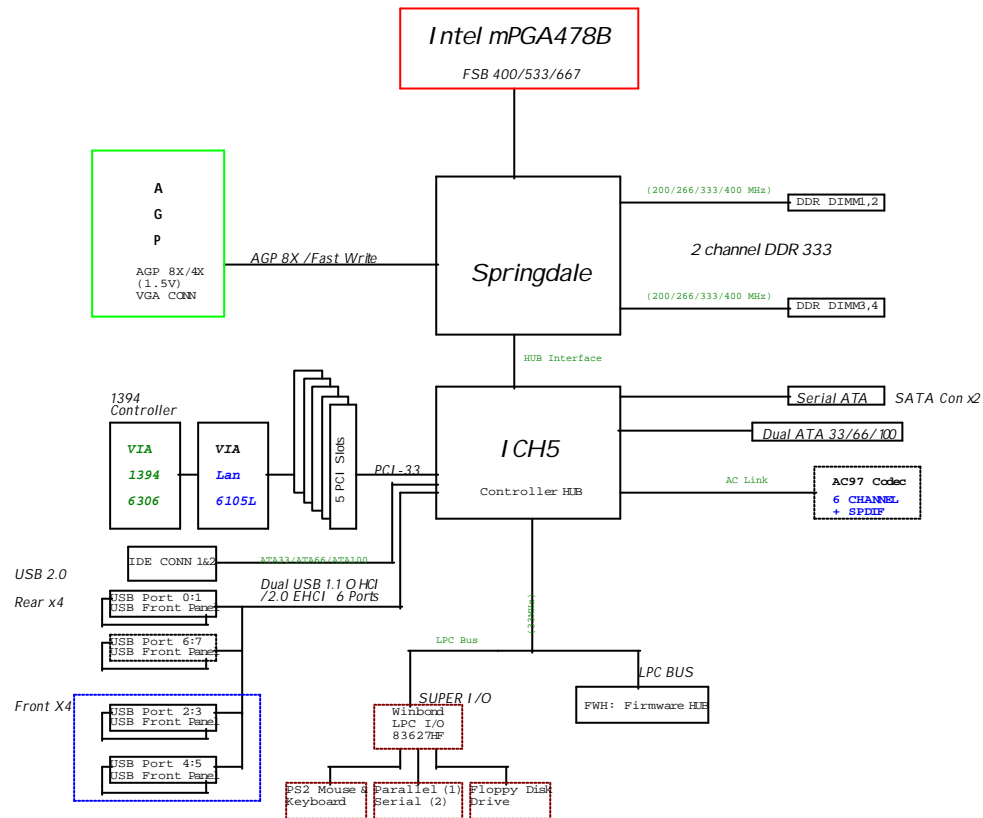 Intel mPGA478B
FSB 400/533/667
A
G
P
AGP 8X/4X
(1.5V)
VGA CONN
AGP 8X /Fast Write
Springdale
(200/266/333/400 MHz)
DDR DIMM1,2
2 channel DDR 333
(200/266/333/400 MHz)
DDR DIMM3,4
HUB Interface
1394
Controller
VIA
1394
6306
VIA
Lan
6105L
5 PCI Slots
PCI-33
ICH5
Controller HUB
Serial ATA
SATA Con x2
Dual ATA 33/66/100
AC Link
AC97 Codec
6 CHANNEL
+ SPDIF
IDE CONN 1&2
ATA33/ATA66/ATA100
USB 2.0
Rear x4
Dual USB 1.1 OHCI
/2.0 EHCI 6 Ports
USB Port 0:1
USB Front Panel
USB Port 6:7
USB Front Panel
Front X4
USB Port 2:3
USB Front Panel
USB Port 4:5
USB Front Panel
(33MHz)
LPC Bus
LPC BUS
FWH: Firmware HUB
SUPER I/O
Winbond
LPC I/O
83627HF
PS2 Mouse &
Keyboard
Parallel (1)
Serial (2)
Floppy Disk
Drive